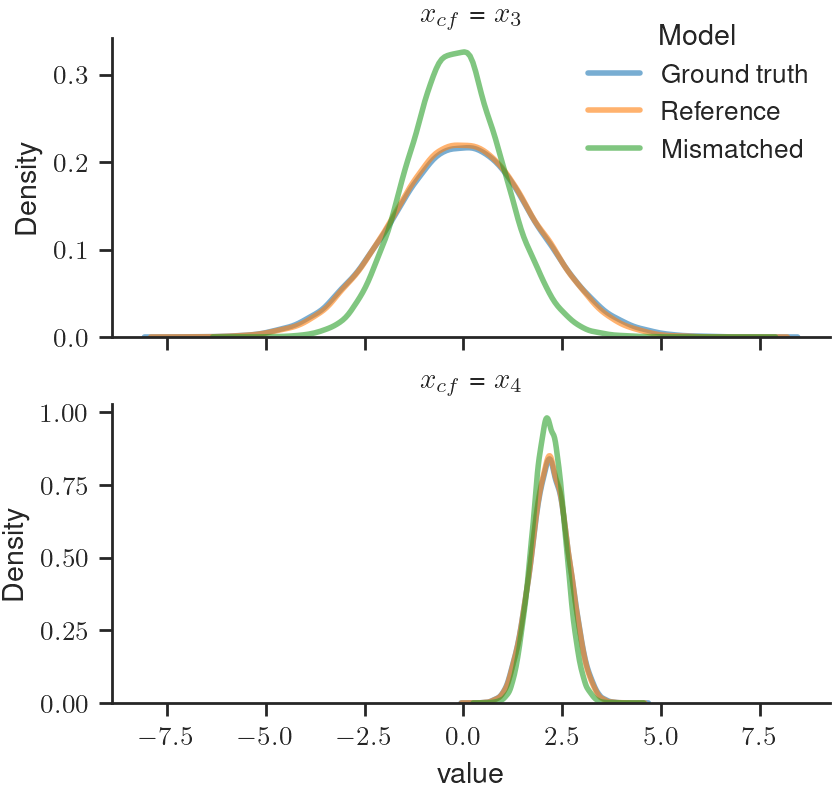 x_cf = x_3
Model
Ground truth
Reference
Mismatched
Density
0.3
0.2
0.1
0.0
x_cf = x_4
Density
1.00
0.75
0.50
0.25
0.00
−7.5 −5.0 −2.5 0.0 2.5 5.0 7.5
value